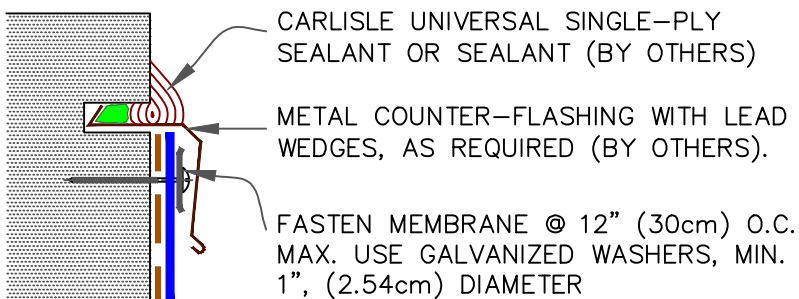 CARLISLE UNIVERSAL SINGLE–PLY
SEALANT OR SEALANT (BY OTHERS)
METAL COUNTER–FLASHING WITH LEAD
WEDGES, AS REQUIRED (BY OTHERS).
FASTEN MEMBRANE @ 12” (30cm) O.C.
MAX. USE GALVANIZED WASHERS, MIN.
1”, (2.54cm) DIAMETER